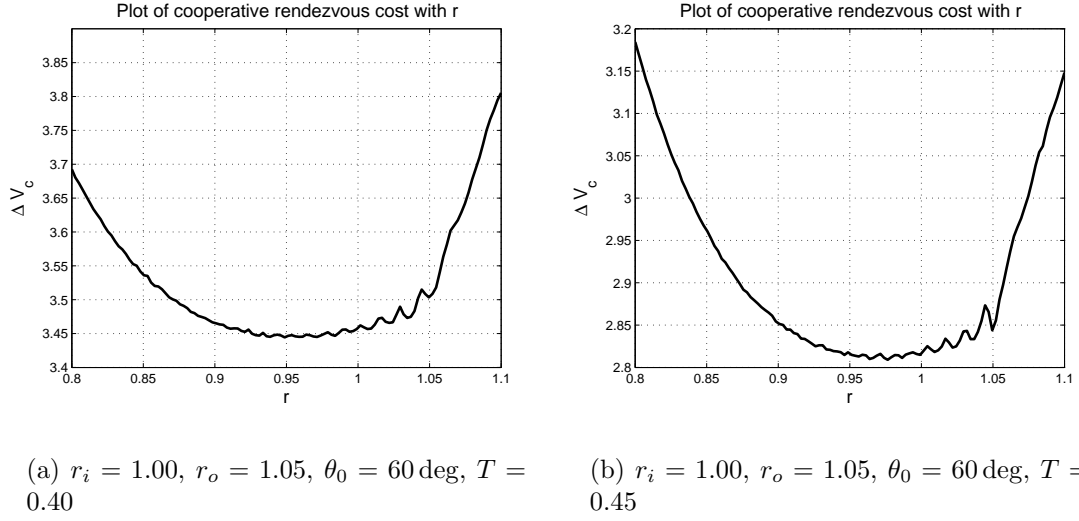 Plot of cooperative rendezvous cost with r
3.85
3.8
3.75
3.7
3.65
3.6
3.55
3.5
3.45
3.4
0.8 0.85 0.9 0.95 1 1.05 1.1
Δ V_c
r
(a) r_i = 1.00, r_o = 1.05, θ_0 = 60 deg, T =
0.40
Plot of cooperative rendezvous cost with r
3.2
3.15
3.1
3.05
3
2.95
2.9
2.85
2.8
0.8 0.85 0.9 0.95 1 1.05 1.1
Δ V_c
r
(b) r_i = 1.00, r_o = 1.05, θ_0 = 60 deg, T =
0.45